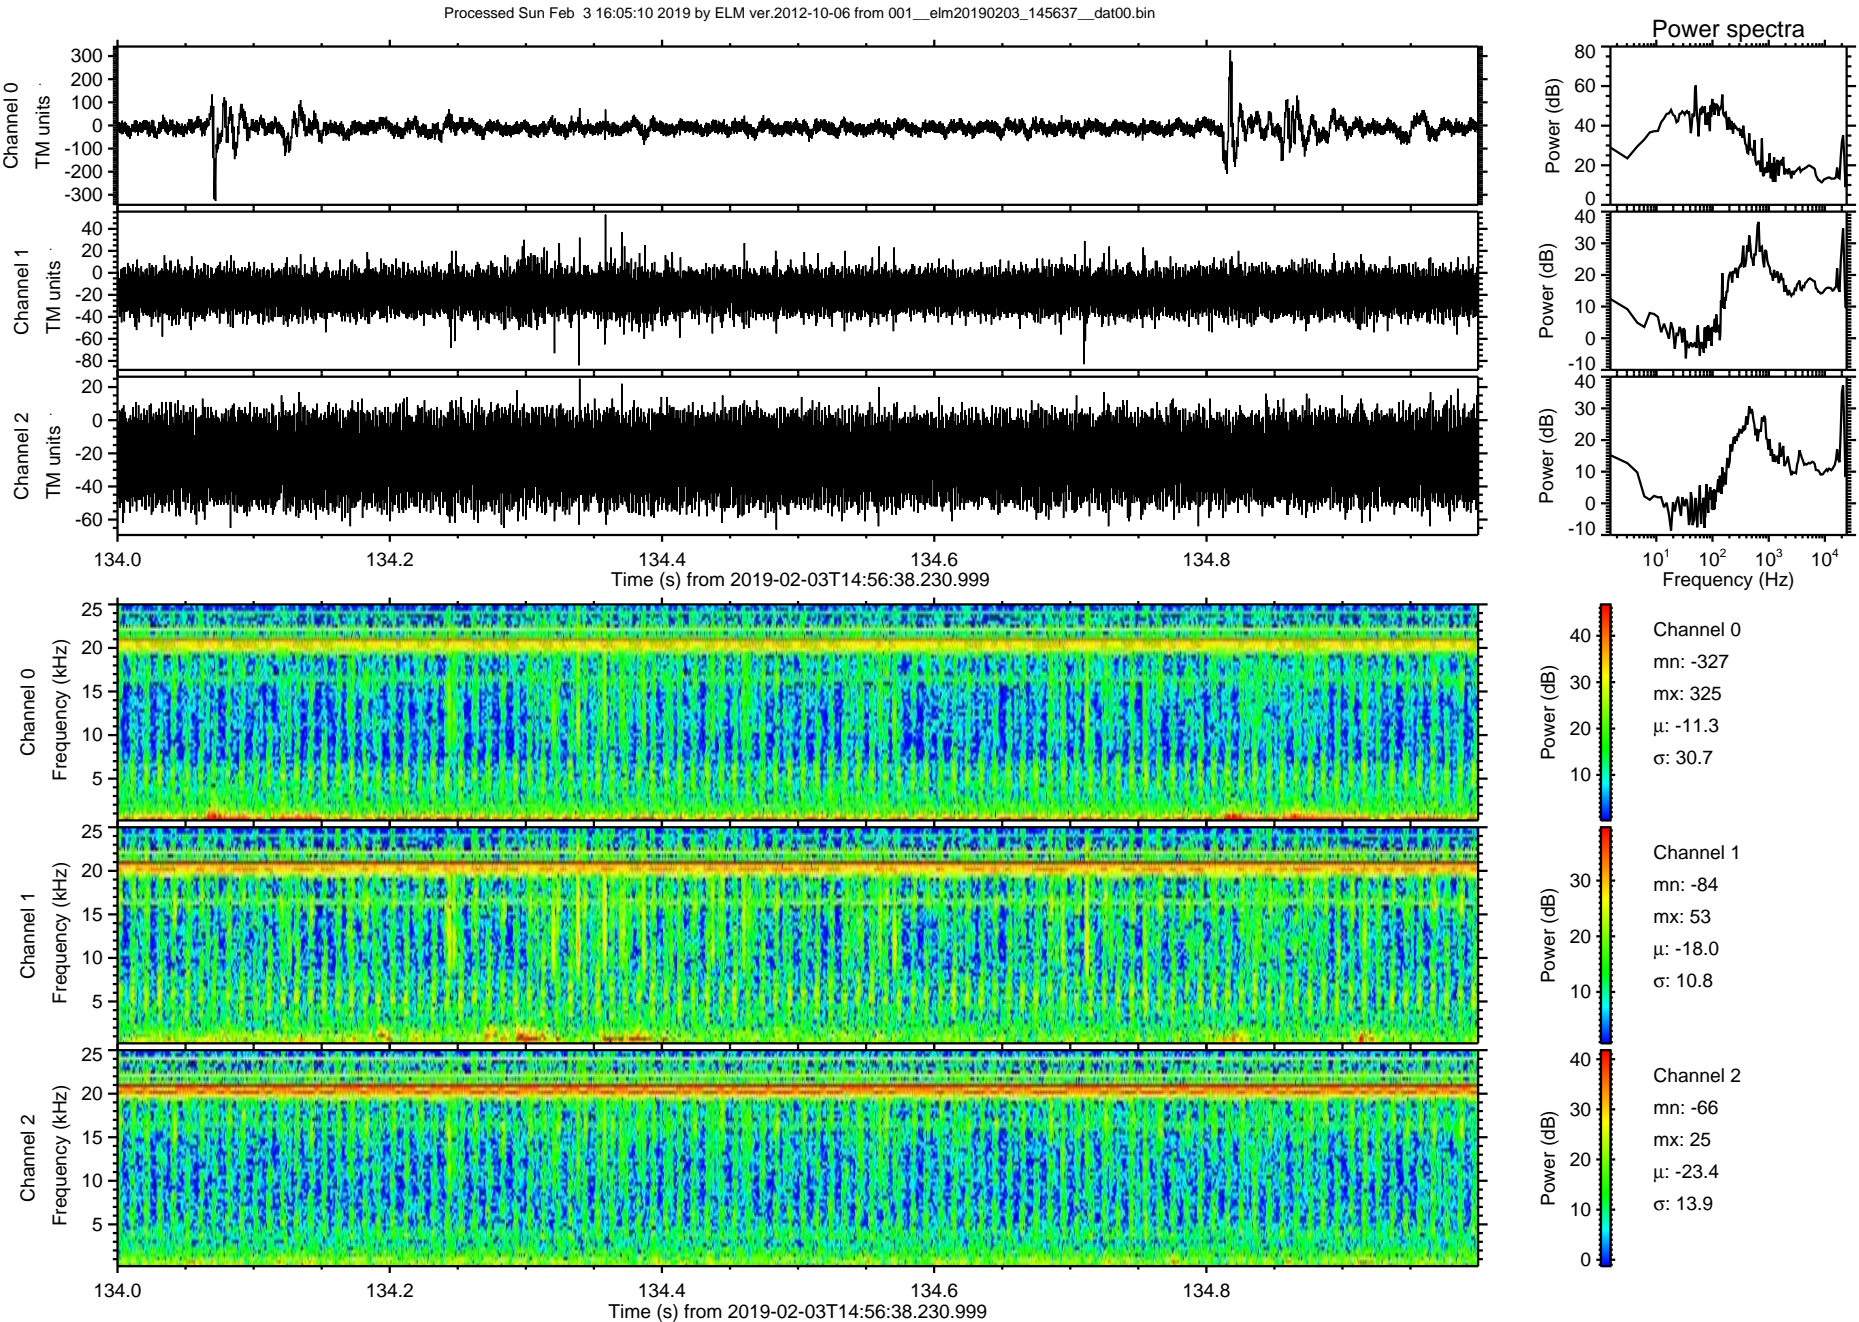 Processed Sun Feb  3 16:05:10 2019 by ELM ver.2012-10-06 from 001__elm20190203_145637__dat00.bin
Power spectra
Channel 0
TM units
300
200
100
0
-100
-200
-300
Power (dB)
80
60
40
20
0
Channel 1
TM units
40
20
0
-20
-40
-60
-80
Power (dB)
40
30
20
10
0
-10
Channel 2
TM units
20
0
-20
-40
-60
Power (dB)
40
30
20
10
0
-10
134.0 134.2 134.4 134.6 134.8
Time (s) from 2019-02-03T14:56:38.230.999
10^1 10^2 10^3 10^4
Frequency (Hz)
Channel 0
Frequency (kHz)
25
20
15
10
5
Power (dB)
40
30
20
10
Channel 0
mn: -327
mx: 325
μ: -11.3
σ: 30.7
Channel 1
Frequency (kHz)
25
20
15
10
5
Power (dB)
30
20
10
Channel 1
mn: -84
mx: 53
μ: -18.0
σ: 10.8
Channel 2
Frequency (kHz)
25
20
15
10
5
Power (dB)
40
30
20
10
0
Channel 2
mn: -66
mx: 25
μ: -23.4
σ: 13.9
134.0 134.2 134.4 134.6 134.8
Time (s) from 2019-02-03T14:56:38.230.999